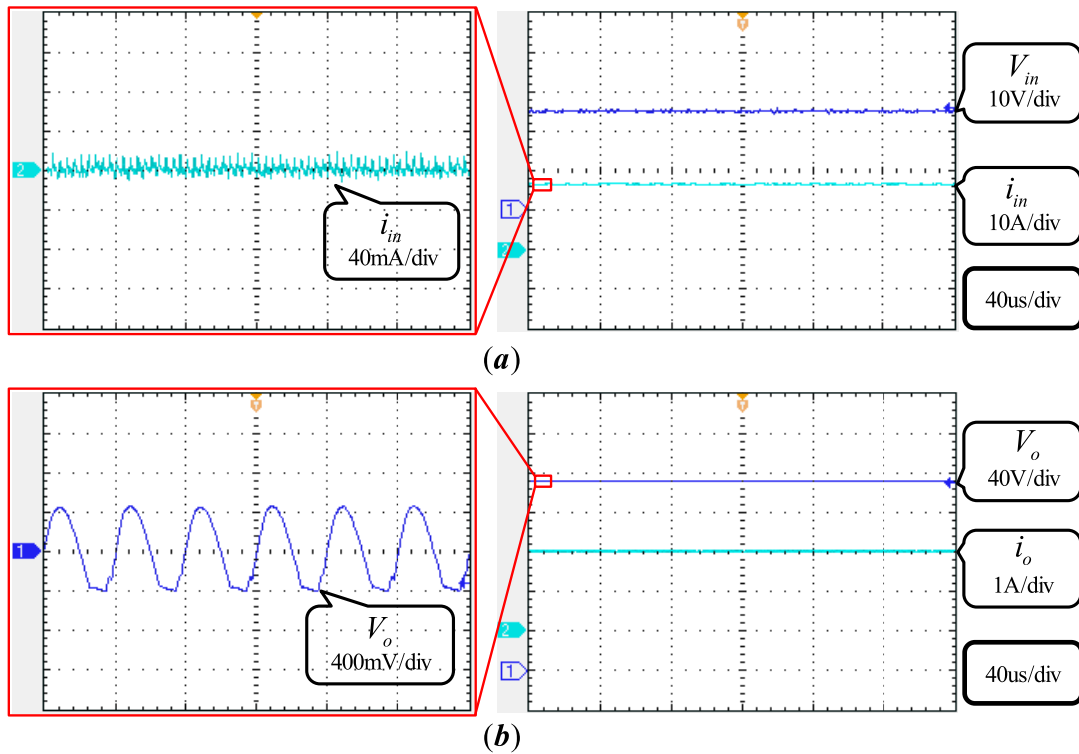 T
T
V_in
10V/div
2
i_in
40mA/div
i_in
10A/div
1
2
40us/div
(a)
T
T
V_o
40V/div
1
i_o
1A/div
V_o
400mV/div
2
1
40us/div
(b)